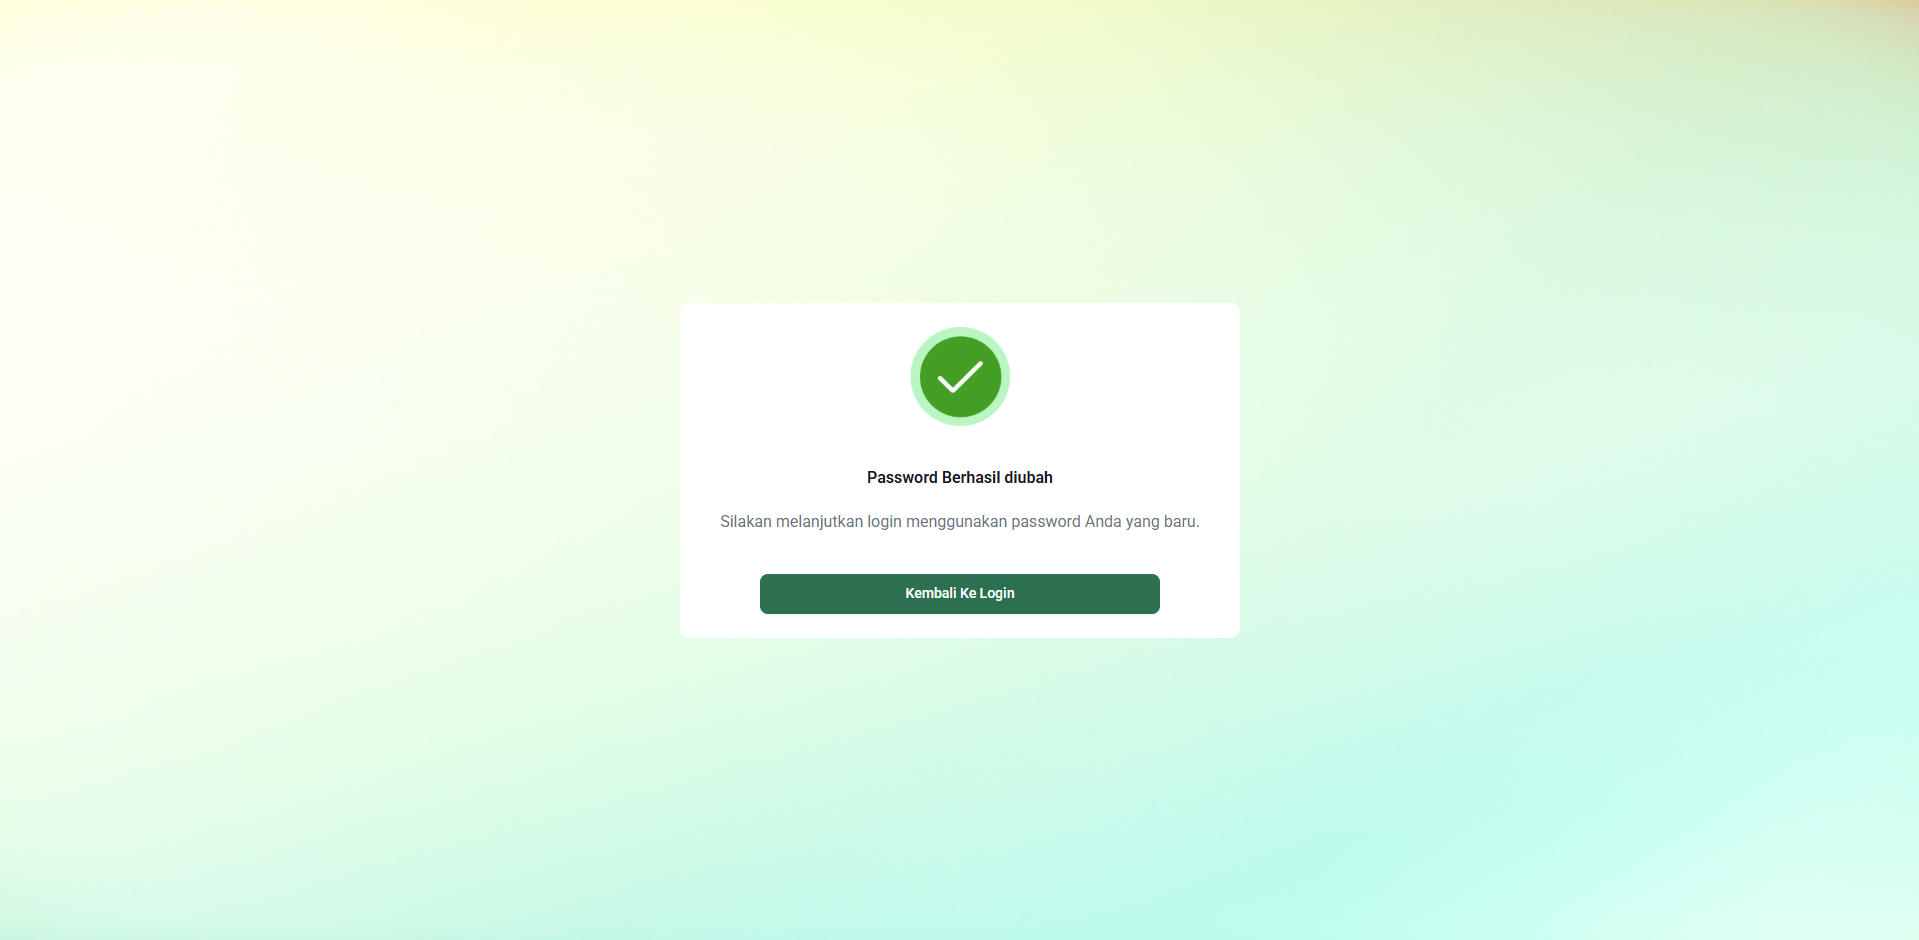 Password Berhasil diubah
Silakan melanjutkan login menggunakan password Anda yang baru.
Kembali Ke Login